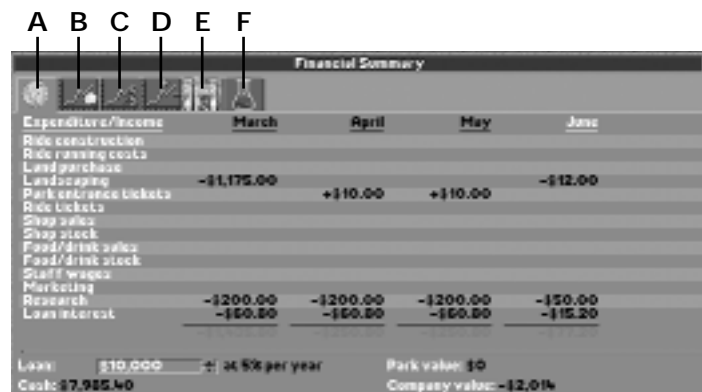 A B C D E F
Financial Summary
Expenditure/Income March April May June
Ride construction
Ride running costs
Land purchase
Landscaping -$1,175.00 -$12.00
Park entrance tickets +$10.00 +$10.00
Ride tickets
Shop sales
Shop stock
Food/drink sales
Food/drink stock
Staff wages
Marketing
Research -$200.00 -$200.00 -$200.00 -$50.00
Loan interest -$60.80 -$60.80 -$60.80 -$15.20
Loan: $10,000 at 5% per year Park value: $0
Cash: $7,985.40 Company value: -$2,014